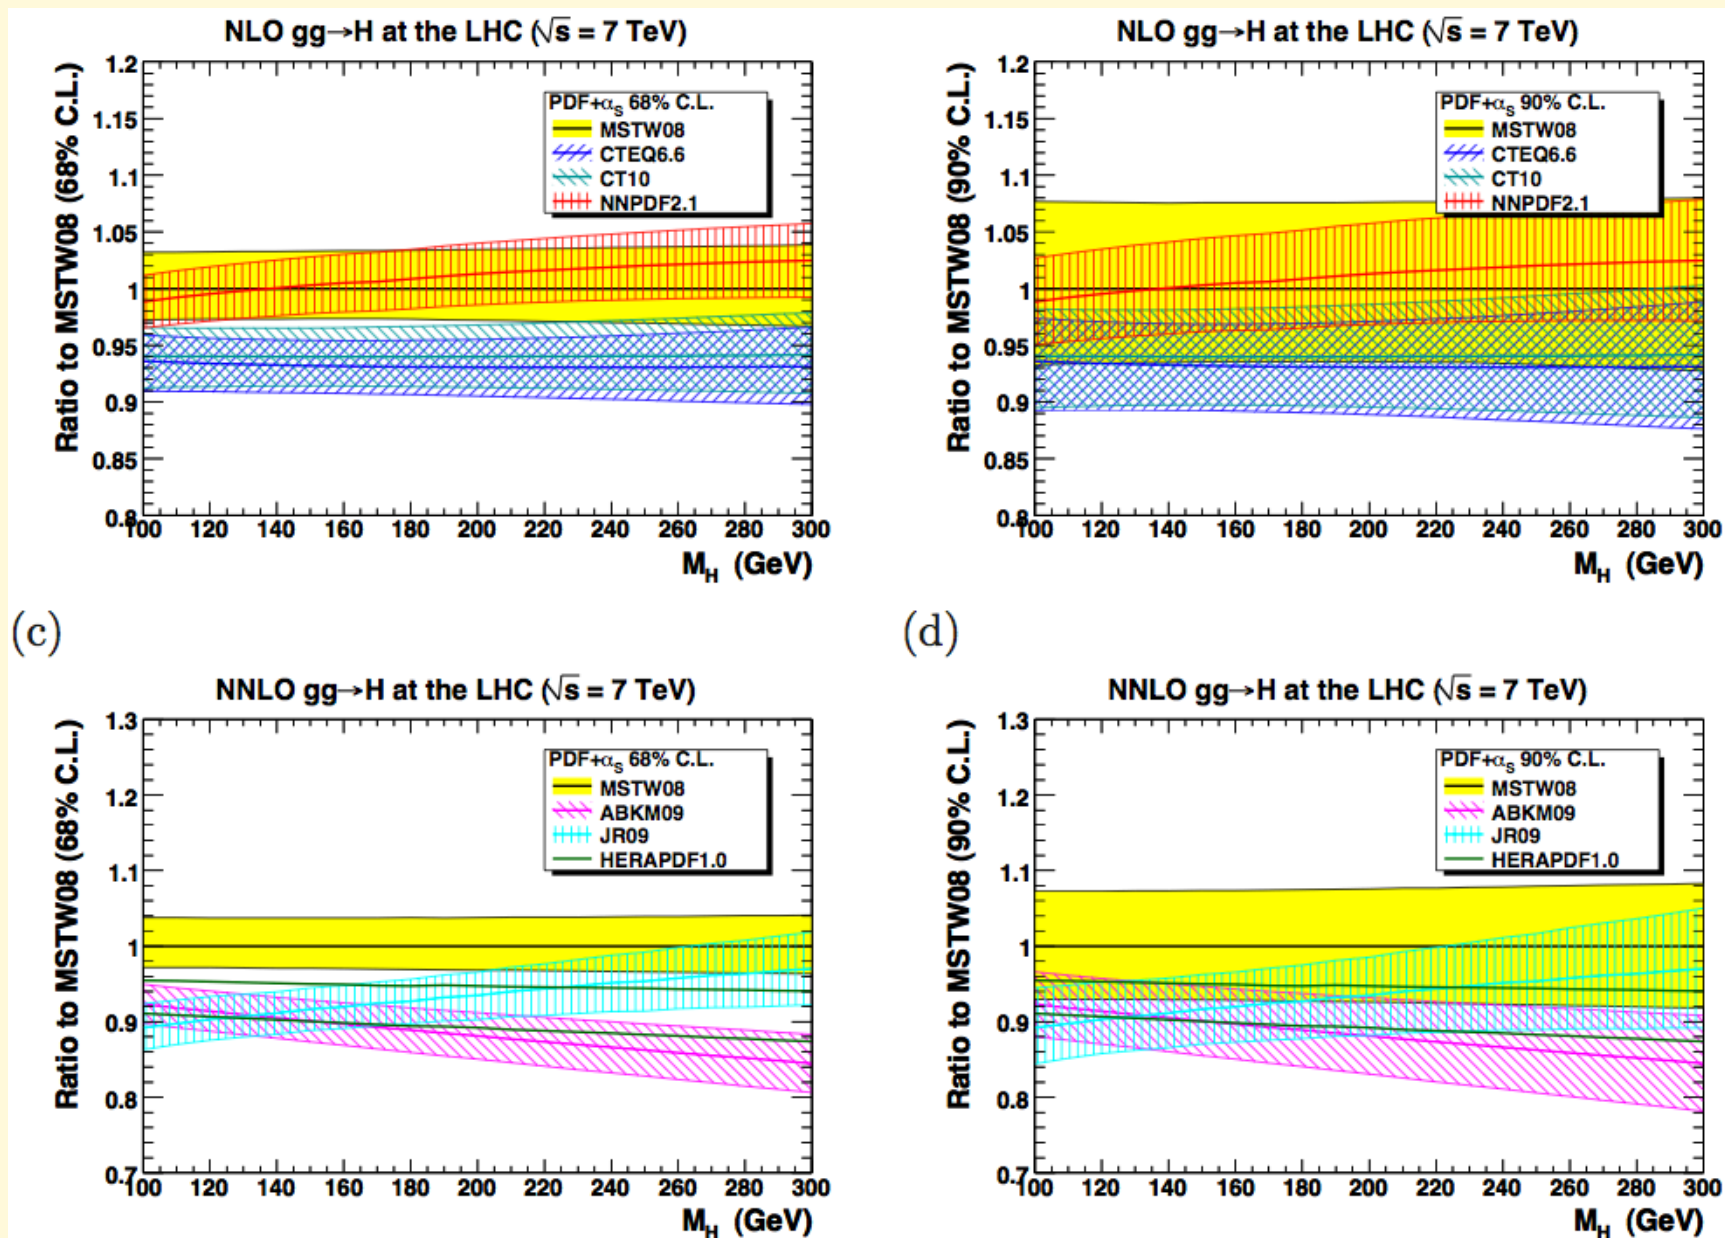 NLO gg→H at the LHC (√s = 7 TeV)
Ratio to MSTW08 (68% C.L.)
1.2
1.15
1.1
1.05
1
0.95
0.9
0.85
0.8
PDF+αS 68% C.L.
MSTW08
CTEQ6.6
CT10
NNPDF2.1
100 120 140 160 180 200 220 240 260 280 300
MH (GeV)
NLO gg→H at the LHC (√s = 7 TeV)
Ratio to MSTW08 (90% C.L.)
1.2
1.15
1.1
1.05
1
0.95
0.9
0.85
0.8
PDF+αS 90% C.L.
MSTW08
CTEQ6.6
CT10
NNPDF2.1
100 120 140 160 180 200 220 240 260 280 300
MH (GeV)
(c)
NNLO gg→H at the LHC (√s = 7 TeV)
Ratio to MSTW08 (68% C.L.)
1.3
1.2
1.1
1
0.9
0.8
0.7
PDF+αS 68% C.L.
MSTW08
ABKM09
JR09
HERAPDF1.0
100 120 140 160 180 200 220 240 260 280 300
MH (GeV)
(d)
NNLO gg→H at the LHC (√s = 7 TeV)
Ratio to MSTW08 (90% C.L.)
1.3
1.2
1.1
1
0.9
0.8
0.7
PDF+αS 90% C.L.
MSTW08
ABKM09
JR09
HERAPDF1.0
100 120 140 160 180 200 220 240 260 280 300
MH (GeV)